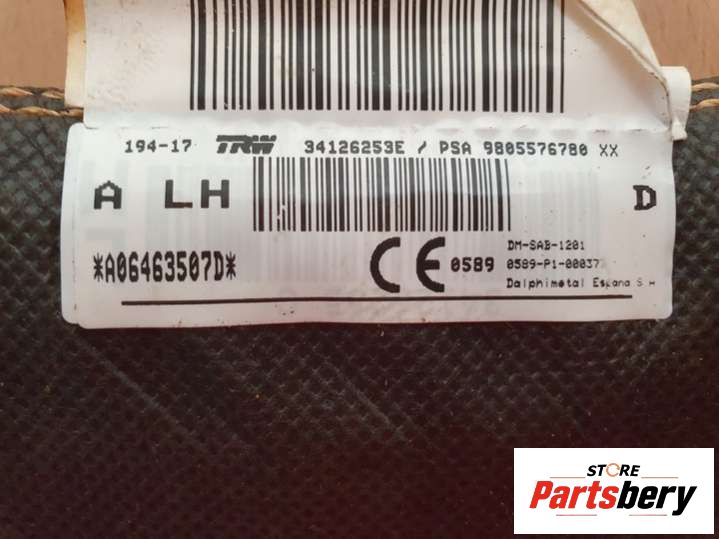 194-17 TRW 34126253E / PSA 9805576780 XX
A LH D
*A06463507D*
CE 0589
DM-SAB-1201
0589-P1-00037
Dalphimetal Espana S.A
STORE
Partsbery